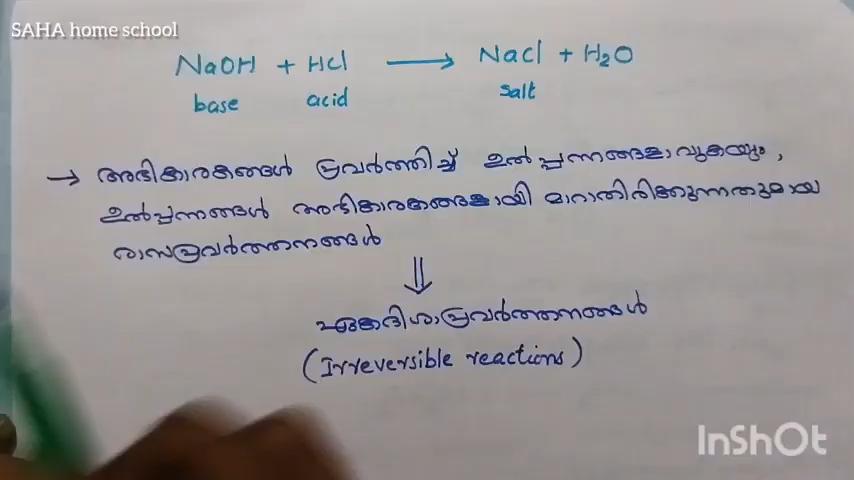 SAHA home school
NaOH + HCl ⟶ NaCl + H₂O
base acid salt
→ അഭികാരകങ്ങൾ പ്രവർത്തിച്ച് ഉൽപ്പന്നങ്ങളാവുകയും,
ഉൽപ്പന്നങ്ങൾ അഭികാരകങ്ങളായി മാറാതിരിക്കുന്നതുമായ
രാസപ്രവർത്തനങ്ങൾ
⇓
ഏകദിശാപ്രവർത്തനങ്ങൾ
(Irreversible reactions)
InShOt